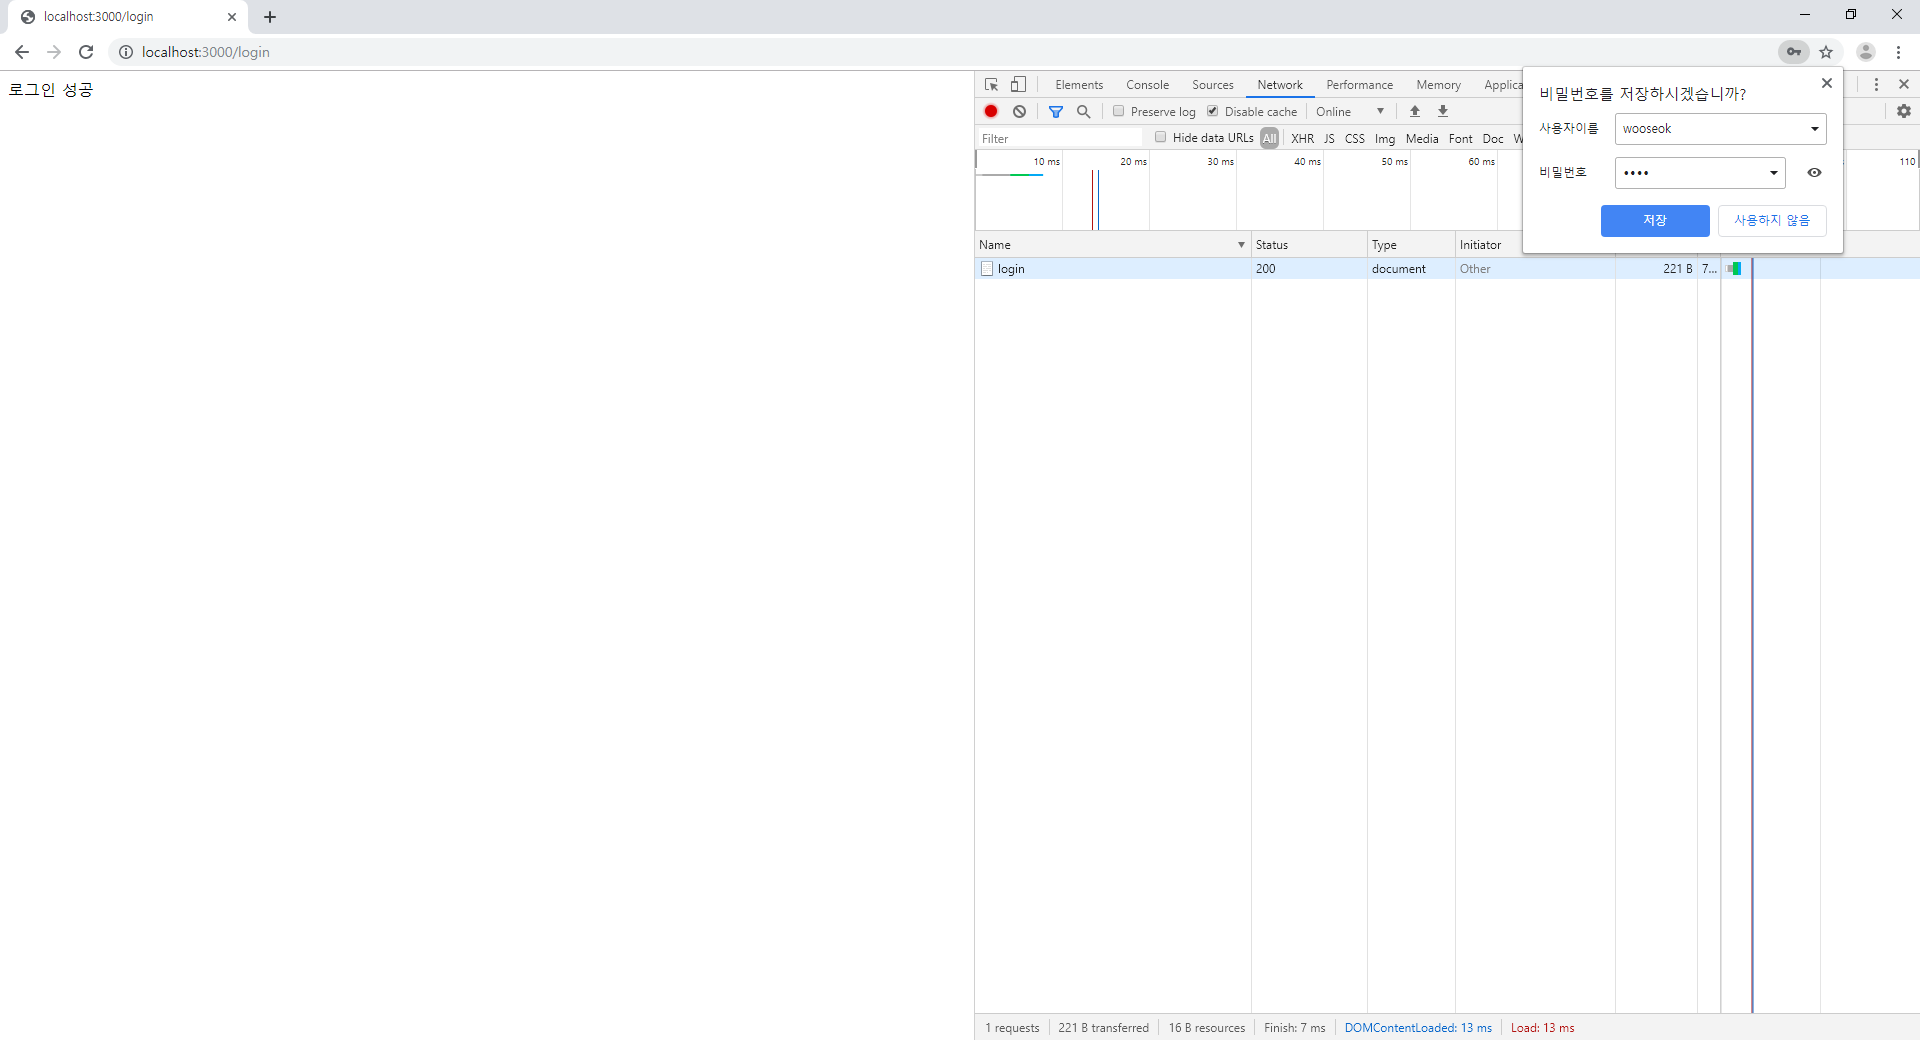 localhost:3000/login
localhost:3000/login
로그인 성공
Elements Console Sources Network Performance Memory Applica
Preserve log Disable cache Online
Filter Hide data URLs All XHR JS CSS Img Media Font Doc W
10 ms 20 ms 30 ms 40 ms 50 ms 60 ms 110
비밀번호를 저장하시겠습니까?
사용자이름 wooseok
비밀번호 ••••
저장 사용하지 않음
Name Status Type Initiator
login 200 document Other 221 B 7...
1 requests 221 B transferred 16 B resources Finish: 7 ms DOMContentLoaded: 13 ms Load: 13 ms